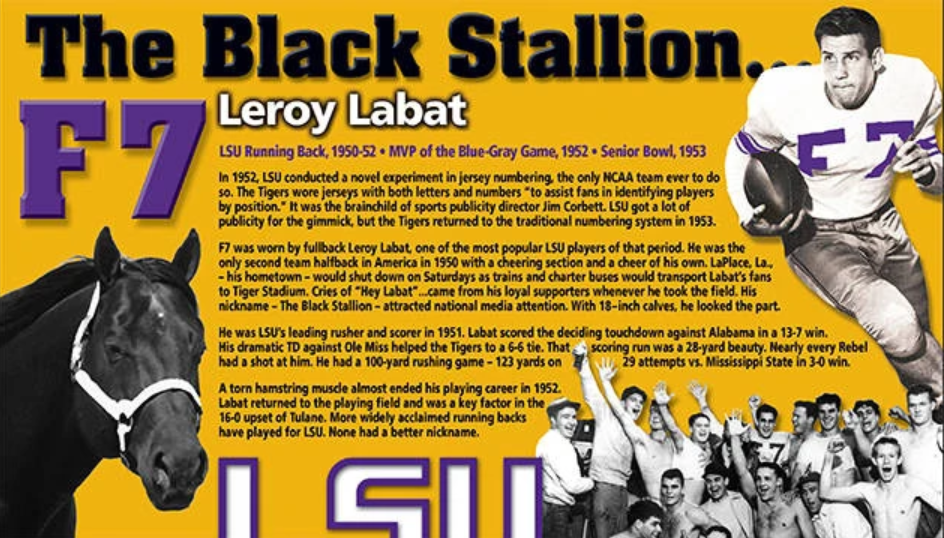 The Black Stallion...
F7
Leroy Labat
LSU Running Back, 1950-52 • MVP of the Blue-Gray Game, 1952 • Senior Bowl, 1953
In 1952, LSU conducted a novel experiment in jersey numbering, the only NCAA team ever to do
so. The Tigers wore jerseys with both letters and numbers "to assist fans in identifying players
by position." It was the brainchild of sports publicity director Jim Corbett. LSU got a lot of
publicity for the gimmick, but the Tigers returned to the traditional numbering system in 1953.
F7 was worn by fullback Leroy Labat, one of the most popular LSU players of that period. He was the
only second team halfback in America in 1950 with a cheering section and a cheer of his own. LaPlace, La.,
– his hometown – would shut down on Saturdays as trains and charter buses would transport Labat's fans
to Tiger Stadium. Cries of "Hey Labat"...came from his loyal supporters whenever he took the field. His
nickname – The Black Stallion – attracted national media attention. With 18-inch calves, he looked the part.
He was LSU's leading rusher and scorer in 1951. Labat scored the deciding touchdown against Alabama in a 13-7 win.
His dramatic TD against Ole Miss helped the Tigers to a 6-6 tie. That scoring run was a 28-yard beauty. Nearly every Rebel
had a shot at him. He had a 100-yard rushing game – 123 yards on 29 attempts vs. Mississippi State in 3-0 win.
A torn hamstring muscle almost ended his playing career in 1952.
Labat returned to the playing field and was a key factor in the
16-0 upset of Tulane. More widely acclaimed running backs
have played for LSU. None had a better nickname.
LSU
F7